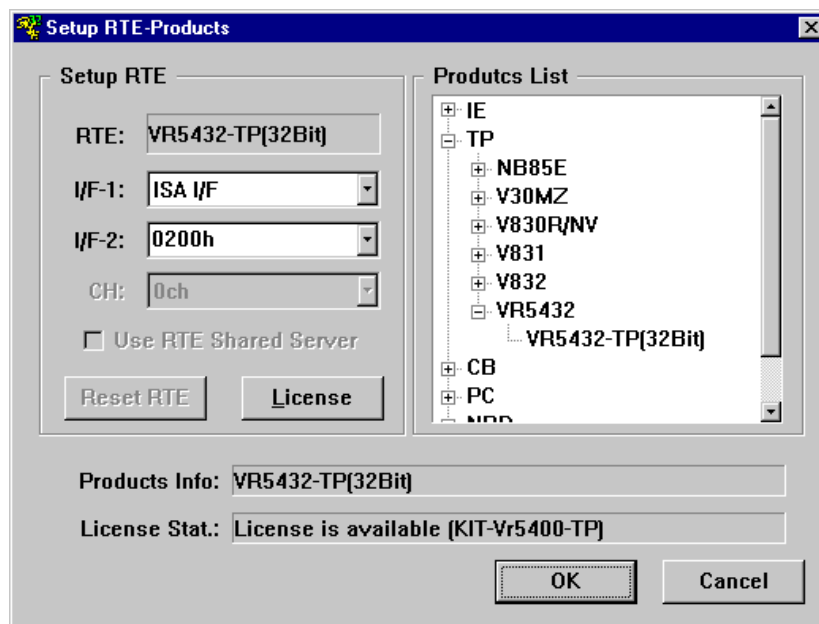 Setup RTE-Products
Setup RTE
RTE: VR5432-TP(32Bit)
I/F-1: ISA I/F
I/F-2: 0200h
CH: 0ch
Use RTE Shared Server
Reset RTE License
Produtcs List
IE
TP
NB85E
V30MZ
V830R/NV
V831
V832
VR5432
VR5432-TP(32Bit)
CB
PC
Products Info: VR5432-TP(32Bit)
License Stat.: License is available (KIT-Vr5400-TP)
OK Cancel